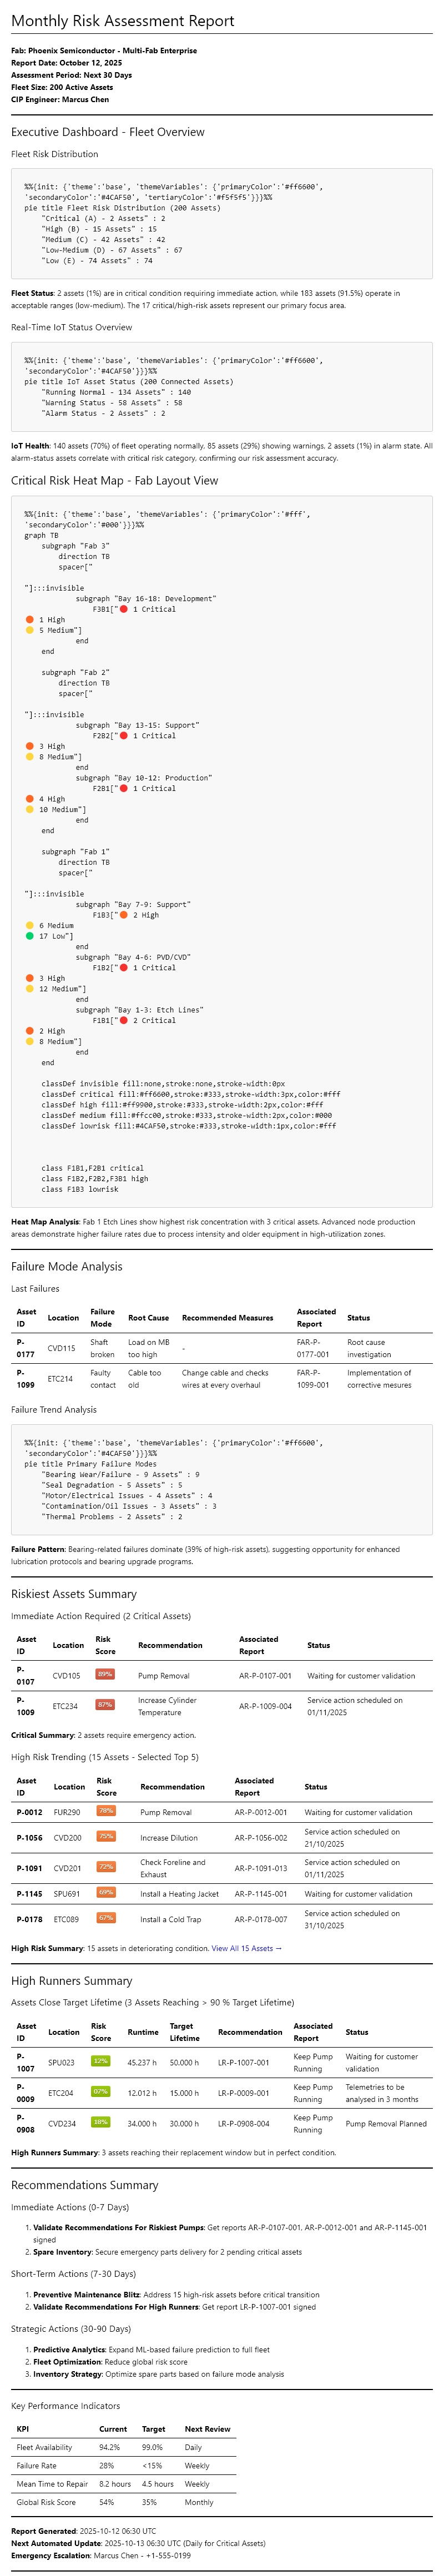 Monthly Risk Assessment Report
Fab: Phoenix Semiconductor - Multi-Fab Enterprise
Report Date: October 12, 2025
Assessment Period: Next 30 Days
Fleet Size: 200 Active Assets
CIP Engineer: Marcus Chen
Executive Dashboard - Fleet Overview
Fleet Risk Distribution
%%{init: {'theme':'base', 'themeVariables': {'primaryColor':'#ff6600',
'secondaryColor':'#4CAF50', 'tertiaryColor':'#f5f5f5'}}}%%
pie title Fleet Risk Distribution (200 Assets)
"Critical (A) - 2 Assets" : 2
"High (B) - 15 Assets" : 15
"Medium (C) - 42 Assets" : 42
"Low-Medium (D) - 67 Assets" : 67
"Low (E) - 74 Assets" : 74
Fleet Status: 2 assets (1%) are in critical condition requiring immediate action, while 183 assets (91.5%) operate in
acceptable ranges (low-medium). The 17 critical/high-risk assets represent our primary focus area.
Real-Time IoT Status Overview
%%{init: {'theme':'base', 'themeVariables': {'primaryColor':'#ff6600',
'secondaryColor':'#4CAF50'}}}%%
pie title IoT Asset Status (200 Connected Assets)
"Running Normal - 134 Assets" : 140
"Warning Status - 58 Assets" : 58
"Alarm Status - 2 Assets" : 2
IoT Health: 140 assets (70%) of fleet operating normally, 85 assets (29%) showing warnings, 2 assets (1%) in alarm state. All
alarm-status assets correlate with critical risk category, confirming our risk assessment accuracy.
Critical Risk Heat Map - Fab Layout View
%%{init: {'theme':'base', 'themeVariables': {'primaryColor':'#fff',
'secondaryColor':'#000'}}}%%
graph TB
subgraph "Fab 3"
direction TB
spacer["
"]:::invisible
subgraph "Bay 16-18: Development"
F3B1["🔴 1 Critical
🟠 1 High
🟡 5 Medium"]
end
end
subgraph "Fab 2"
direction TB
spacer["
"]:::invisible
subgraph "Bay 13-15: Support"
F2B2["🔴 1 Critical
🟠 3 High
🟡 8 Medium"]
end
subgraph "Bay 10-12: Production"
F2B1["🔴 1 Critical
🟠 4 High
🟡 10 Medium"]
end
end
subgraph "Fab 1"
direction TB
spacer["
"]:::invisible
subgraph "Bay 7-9: Support"
F1B3["🟠 2 High
🟡 6 Medium
🟢 17 Low"]
end
subgraph "Bay 4-6: PVD/CVD"
F1B2["🔴 1 Critical
🟠 3 High
🟡 12 Medium"]
end
subgraph "Bay 1-3: Etch Lines"
F1B1["🔴 2 Critical
🟠 2 High
🟡 8 Medium"]
end
end
classDef invisible fill:none,stroke:none,stroke-width:0px
classDef critical fill:#ff6600,stroke:#333,stroke-width:3px,color:#fff
classDef high fill:#ff9900,stroke:#333,stroke-width:2px,color:#fff
classDef medium fill:#ffcc00,stroke:#333,stroke-width:2px,color:#000
classDef lowrisk fill:#4CAF50,stroke:#333,stroke-width:1px,color:#fff
class F1B1,F2B1 critical
class F1B2,F2B2,F3B1 high
class F1B3 lowrisk
Heat Map Analysis: Fab 1 Etch Lines show highest risk concentration with 3 critical assets. Advanced node production
areas demonstrate higher failure rates due to process intensity and older equipment in high-utilization zones.
Failure Mode Analysis
Last Failures
Asset ID Location Failure Mode Root Cause Recommended Measures Associated Report Status
P-0177 CVD115 Shaft broken Load on MB too high - FAR-P-0177-001 Root cause investigation
P-1099 ETC214 Faulty contact Cable too old Change cable and checks wires at every overhaul FAR-P-1099-001 Implementation of corrective mesures
Failure Trend Analysis
%%{init: {'theme':'base', 'themeVariables': {'primaryColor':'#ff6600',
'secondaryColor':'#4CAF50'}}}%%
pie title Primary Failure Modes
"Bearing Wear/Failure - 9 Assets" : 9
"Seal Degradation - 5 Assets" : 5
"Motor/Electrical Issues - 4 Assets" : 4
"Contamination/Oil Issues - 3 Assets" : 3
"Thermal Problems - 2 Assets" : 2
Failure Pattern: Bearing-related failures dominate (39% of high-risk assets), suggesting opportunity for enhanced
lubrication protocols and bearing upgrade programs.
Riskiest Assets Summary
Immediate Action Required (2 Critical Assets)
Asset ID Location Risk Score Recommendation Associated Report Status
P-0107 CVD105 89% Pump Removal AR-P-0107-001 Waiting for customer validation
P-1009 ETC234 87% Increase Cylinder Temperature AR-P-1009-004 Service action scheduled on 01/11/2025
Critical Summary: 2 assets require emergency action.
High Risk Trending (15 Assets - Selected Top 5)
Asset ID Location Risk Score Recommendation Associated Report Status
P-0012 FUR290 78% Pump Removal AR-P-0012-001 Waiting for customer validation
P-1056 CVD200 75% Increase Dilution AR-P-1056-002 Service action scheduled on 21/10/2025
P-1091 CVD201 72% Check Foreline and Exhaust AR-P-1091-013 Service action scheduled on 01/11/2025
P-1145 SPU691 69% Install a Heating Jacket AR-P-1145-001 Waiting for customer validation
P-0178 ETC089 67% Install a Cold Trap AR-P-0178-007 Service action scheduled on 31/10/2025
High Risk Summary: 15 assets in deteriorating condition. View All 15 Assets →
High Runners Summary
Assets Close Target Lifetime (3 Assets Reaching > 90 % Target Lifetime)
Asset ID Location Risk Score Runtime Target Lifetime Recommendation Associated Report Status
P-1007 SPU023 12% 45.237 h 50.000 h LR-P-1007-001 Keep Pump Running Waiting for customer validation
P-0009 ETC204 07% 12.012 h 15.000 h LR-P-0009-001 Keep Pump Running Telemetries to be analysed in 3 months
P-0908 CVD234 18% 34.000 h 30.000 h LR-P-0908-004 Keep Pump Running Pump Removal Planned
High Runners Summary: 3 assets reaching their replacement window but in perfect condition.
Recommendations Summary
Immediate Actions (0-7 Days)
1. Validate Recommendations For Riskiest Pumps: Get reports AR-P-0107-001, AR-P-0012-001 and AR-P-1145-001
signed
2. Spare Inventory: Secure emergency parts delivery for 2 pending critical assets
Short-Term Actions (7-30 Days)
1. Preventive Maintenance Blitz: Address 15 high-risk assets before critical transition
2. Validate Recommendations For High Runners: Get report LR-P-1007-001 signed
Strategic Actions (30-90 Days)
1. Predictive Analytics: Expand ML-based failure prediction to full fleet
2. Fleet Optimization: Reduce global risk score
3. Inventory Strategy: Optimize spare parts based on failure mode analysis
Key Performance Indicators
KPI Current Target Next Review
Fleet Availability 94.2% 99.0% Daily
Failure Rate 28% <15% Weekly
Mean Time to Repair 8.2 hours 4.5 hours Weekly
Global Risk Score 54% 35% Monthly
Report Generated: 2025-10-12 06:30 UTC
Next Automated Update: 2025-10-13 06:30 UTC (Daily for Critical Assets)
Emergency Escalation: Marcus Chen - +1-555-0199